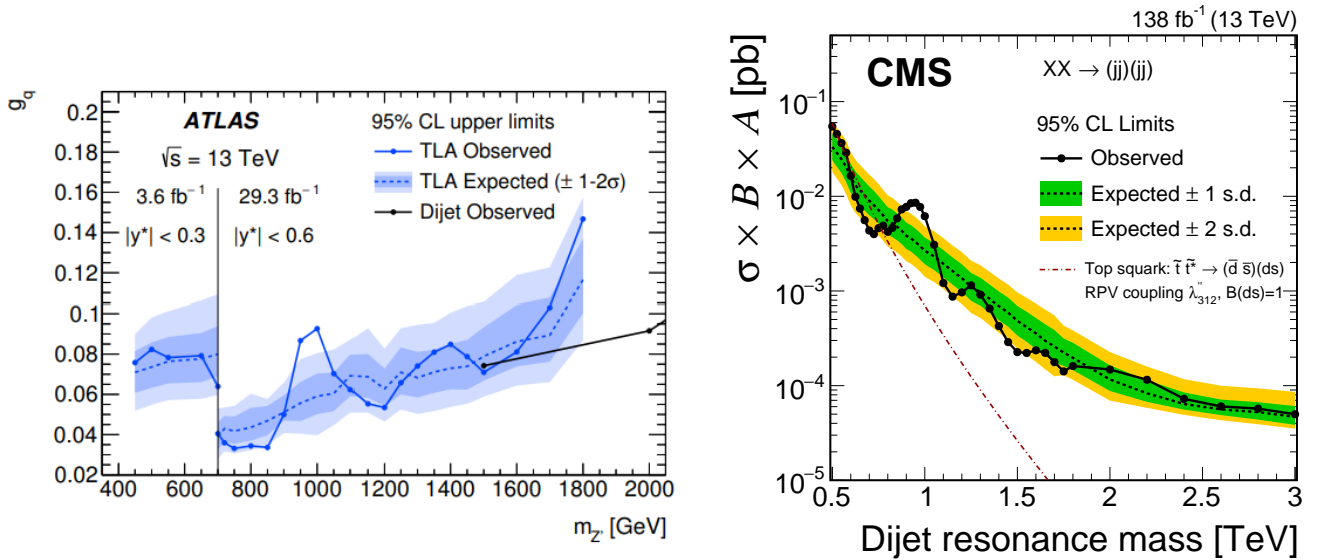 g_q
0.2
0.18
0.16
0.14
0.12
0.1
0.08
0.06
0.04
0.02
ATLAS
√s = 13 TeV
3.6 fb⁻¹
29.3 fb⁻¹
|y*| < 0.3
|y*| < 0.6
95% CL upper limits
TLA Observed
TLA Expected (± 1-2σ)
Dijet Observed
400 600 800 1000 1200 1400 1600 1800 2000
m_Z' [GeV]
138 fb⁻¹ (13 TeV)
σ × B × A [pb]
10⁻¹
10⁻²
10⁻³
10⁻⁴
10⁻⁵
CMS
XX → (jj)(jj)
95% CL Limits
Observed
Expected ± 1 s.d.
Expected ± 2 s.d.
Top squark: t̃ t̃* → (d̄ s̄)(ds)
RPV coupling λ''₃₁₂, B(ds)=1
0.5 1 1.5 2 2.5 3
Dijet resonance mass [TeV]